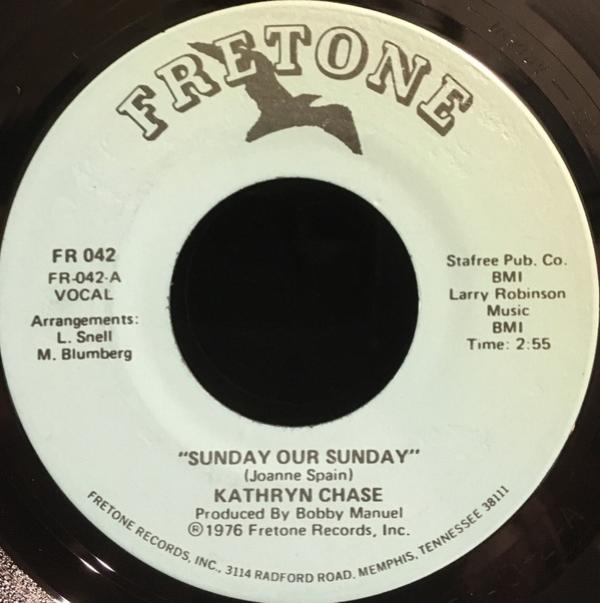 FRETONE
FR 042
FR-042-A
VOCAL
Arrangements:
L. Snell
M. Blumberg
Stafree Pub. Co.
BMI
Larry Robinson
Music
BMI
Time: 2:55
"SUNDAY OUR SUNDAY"
(Joanne Spain)
KATHRYN CHASE
Produced By Bobby Manuel
℗1976 Fretone Records, Inc.
FRETONE RECORDS, INC., 3114 RADFORD ROAD. MEMPHIS, TENNESSEE 38111